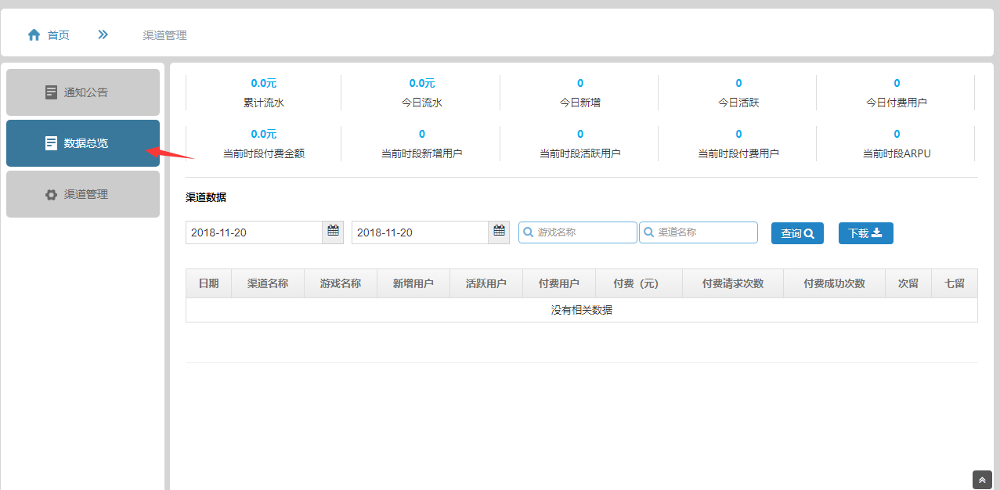 首页 渠道管理
通知公告
数据总览
渠道管理
0.0元 0.0元 0 0 0
累计流水 今日流水 今日新增 今日活跃 今日付费用户
0.0元 0 0 0 0
当前时段付费金额 当前时段新增用户 当前时段活跃用户 当前时段付费用户 当前时段ARPU
渠道数据
2018-11-20 2018-11-20 游戏名称 渠道名称 查询 下载
日期 渠道名称 游戏名称 新增用户 活跃用户 付费用户 付费（元) 付费请求次数 付费成功次数 次留 七留
没有相关数据